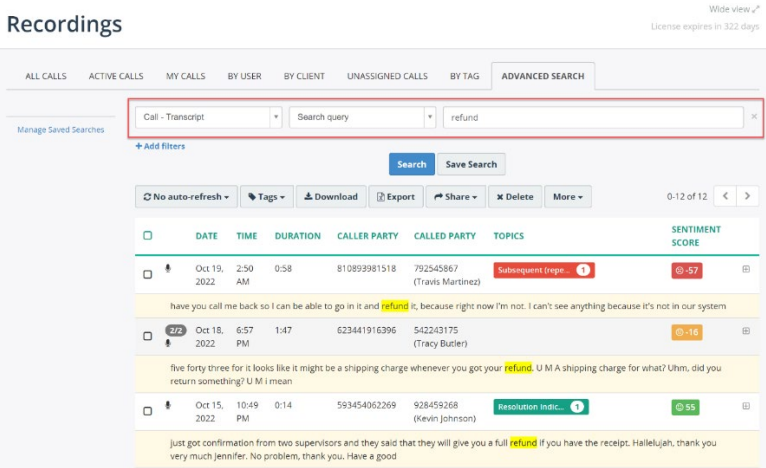 Wide view
Recordings
License expires in 322 days
ALL CALLS ACTIVE CALLS MY CALLS BY USER BY CLIENT UNASSIGNED CALLS BY TAG ADVANCED SEARCH
Manage Saved Searches
Call - Transcript Search query refund
+ Add filters
Search Save Search
No auto-refresh Tags Download Export Share Delete More 0-12 of 12
DATE TIME DURATION CALLER PARTY CALLED PARTY TOPICS SENTIMENT SCORE
Oct 19, 2022 2:50 AM 0:58 810893981518 792545867 (Travis Martinez) Subsequent (repe... 1 -57
have you call me back so I can be able to go in it and refund it, because right now I'm not. I can't see anything because it's not in our system
2/2 Oct 18, 2022 6:57 PM 1:47 623441916396 542243175 (Tracy Butler) -16
five forty three for it looks like it might be a shipping charge whenever you got your refund. U M A shipping charge for what? Uhm, did you
return something? U M i mean
Oct 15, 2022 10:49 PM 0:14 593454062269 928459268 (Kevin Johnson) Resolution Indic... 1 55
just got confirmation from two supervisors and they said that they will give you a full refund if you have the receipt. Hallelujah, thank you
very much Jennifer. No problem, thank you. Have a good